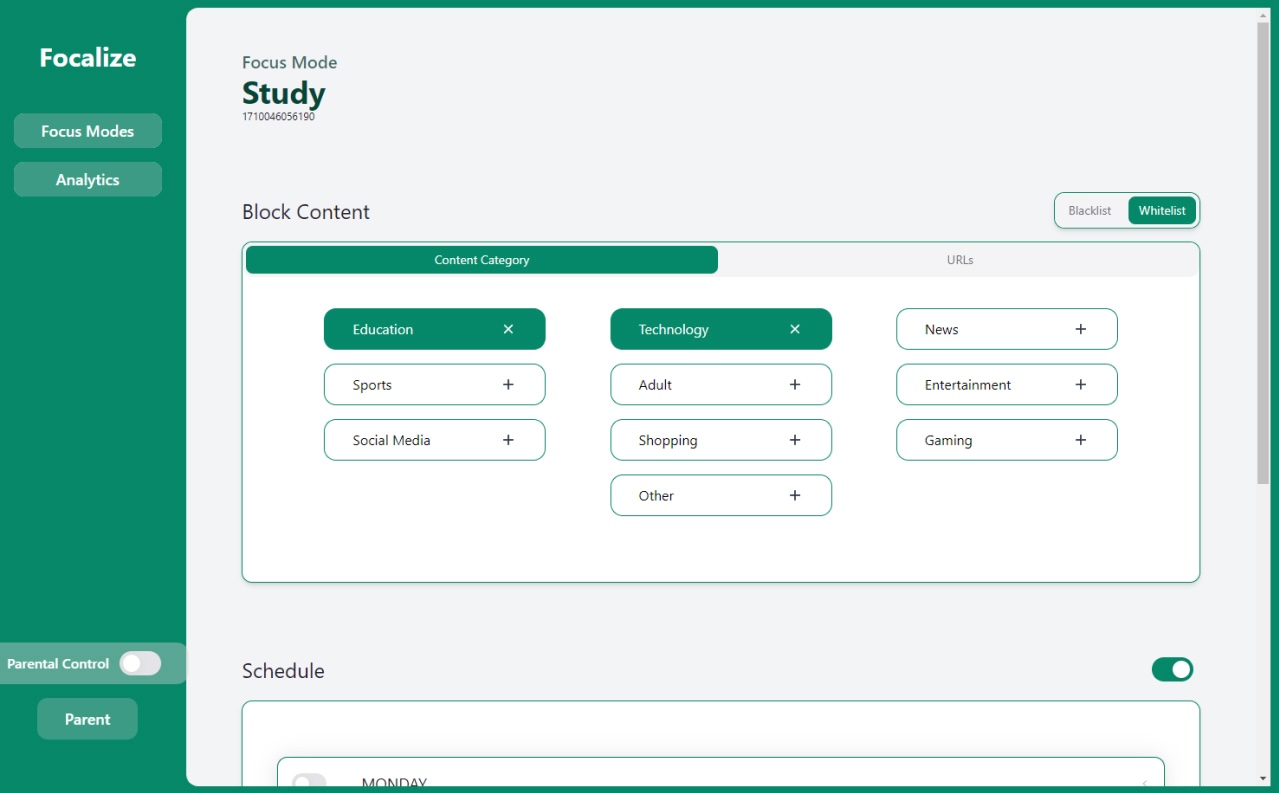 Focalize
Focus Modes
Analytics
Parental Control
Parent
Focus Mode
Study
1710046056190
Block Content
Blacklist Whitelist
Content Category URLs
Education Technology News
Sports Adult Entertainment
Social Media Shopping Gaming
Other
Schedule
MONDAY